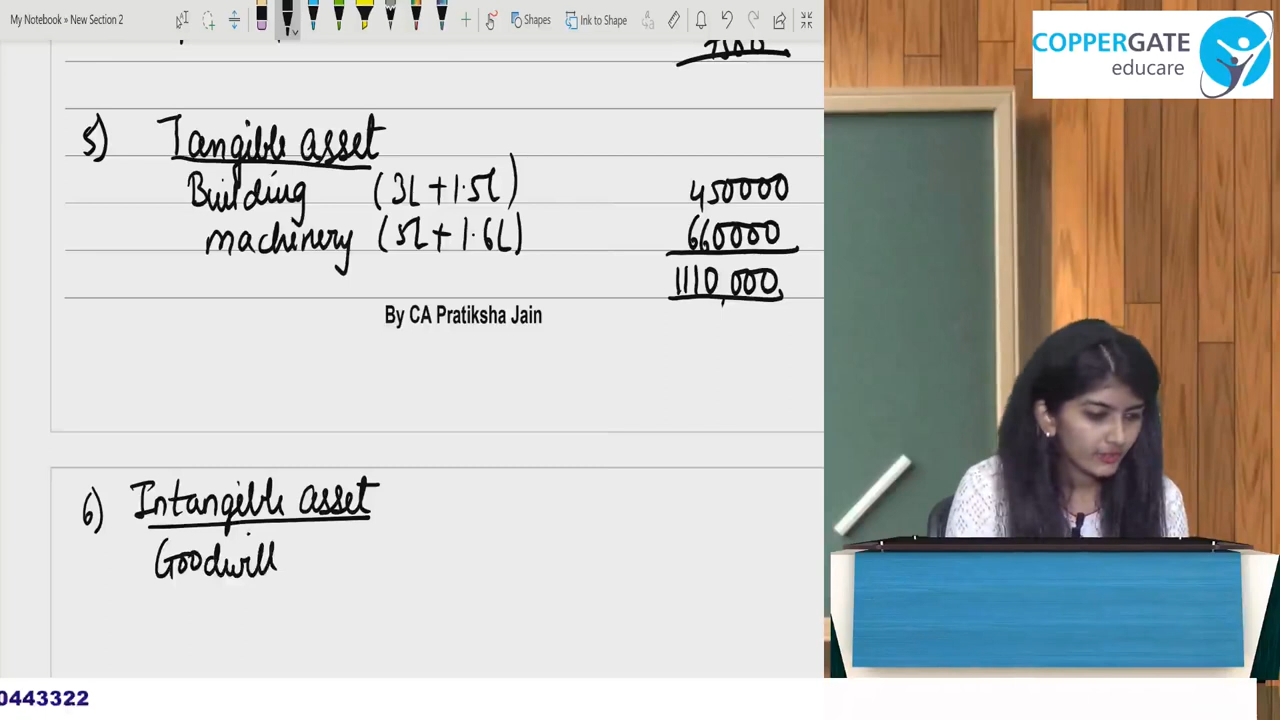 My Notebook » New Section 2
Shapes
Ink to Shape
COPPERGATE
educare
5) Tangible asset
Building (3L + 1.5L) 450000
machinery (5L + 1.6L) 660000
1110,000
By CA Pratiksha Jain
6) Intangible asset
Goodwill
0443322